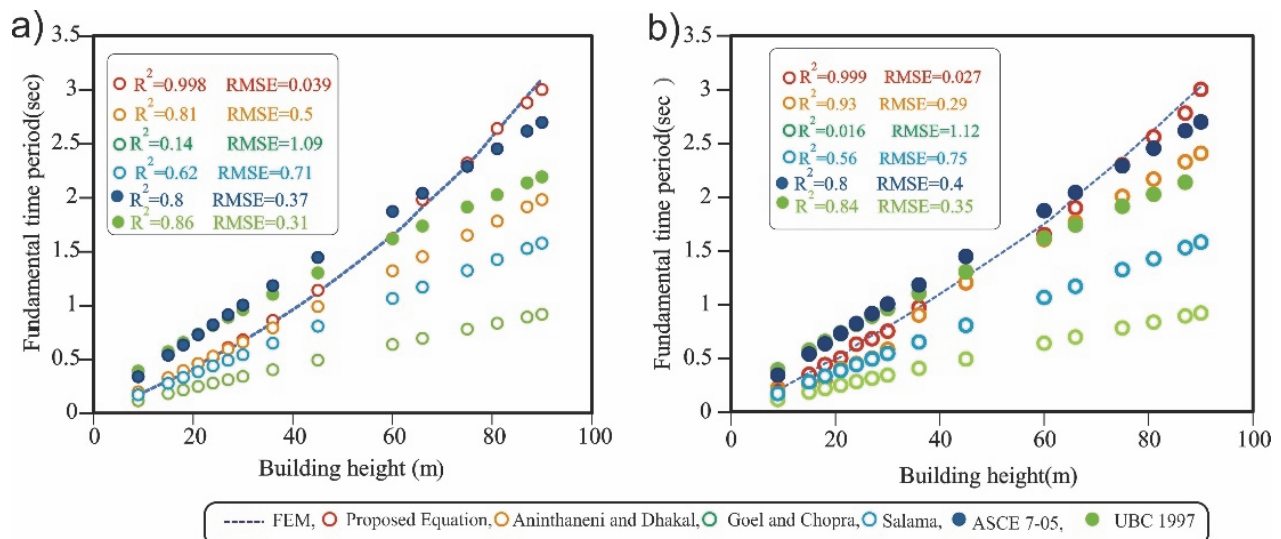 a)
Fundamental time period(sec)
3.5
3
2.5
2
1.5
1
0.5
0
R²=0.998 RMSE=0.039
R²=0.81 RMSE=0.5
R²=0.14 RMSE=1.09
R²=0.62 RMSE=0.71
R²=0.8 RMSE=0.37
R²=0.86 RMSE=0.31
0 20 40 60 80 100
Building height (m)
b)
Fundamental time period(sec )
3.5
3
2.5
2
1.5
1
0.5
0
R²=0.999 RMSE=0.027
R²=0.93 RMSE=0.29
R²=0.016 RMSE=1.12
R²=0.56 RMSE=0.75
R²=0.8 RMSE=0.4
R²=0.84 RMSE=0.35
0 20 40 60 80 100
Building height(m)
FEM, Proposed Equation, Aninthaneni and Dhakal, Goel and Chopra, Salama, ASCE 7-05, UBC 1997